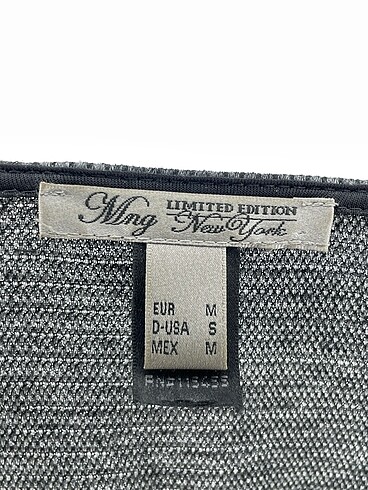 LIMITED EDITION
Mng New York
EUR M
D-USA S
MEX M